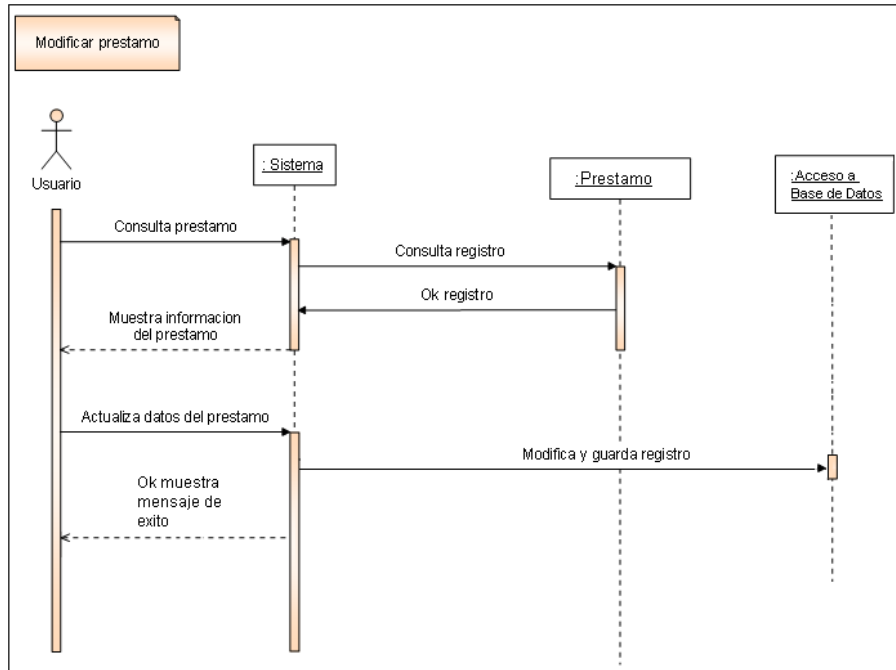 Modificar prestamo
Usuario
: Sistema
:Prestamo
:Acceso a
Base de Datos
Consulta prestamo
Consulta registro
Ok registro
Muestra informacion
del prestamo
Actualiza datos del prestamo
Modifica y guarda registro
Ok muestra
mensaje de
exito